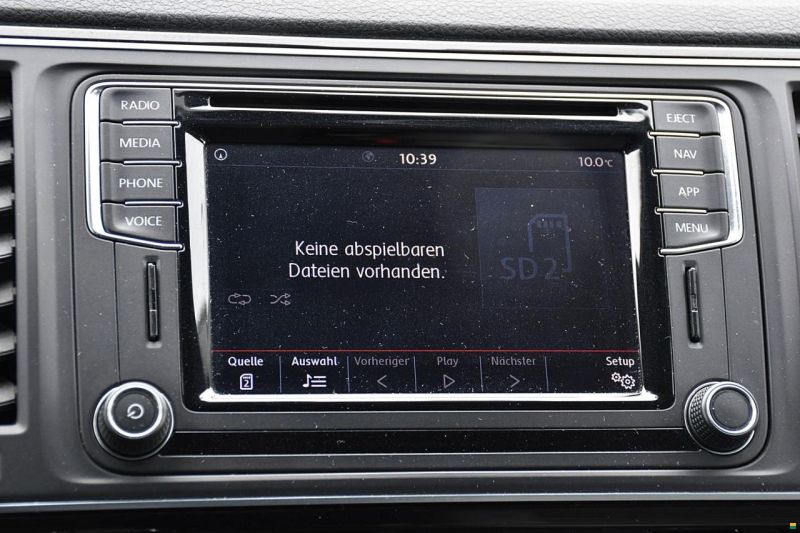 RADIO
MEDIA
PHONE
VOICE
EJECT
NAV
APP
MENU
10:39
10.0°C
Keine abspielbaren
Dateien vorhanden.
SD2
Quelle
Auswahl
Vorheriger
Play
Nächster
Setup
2